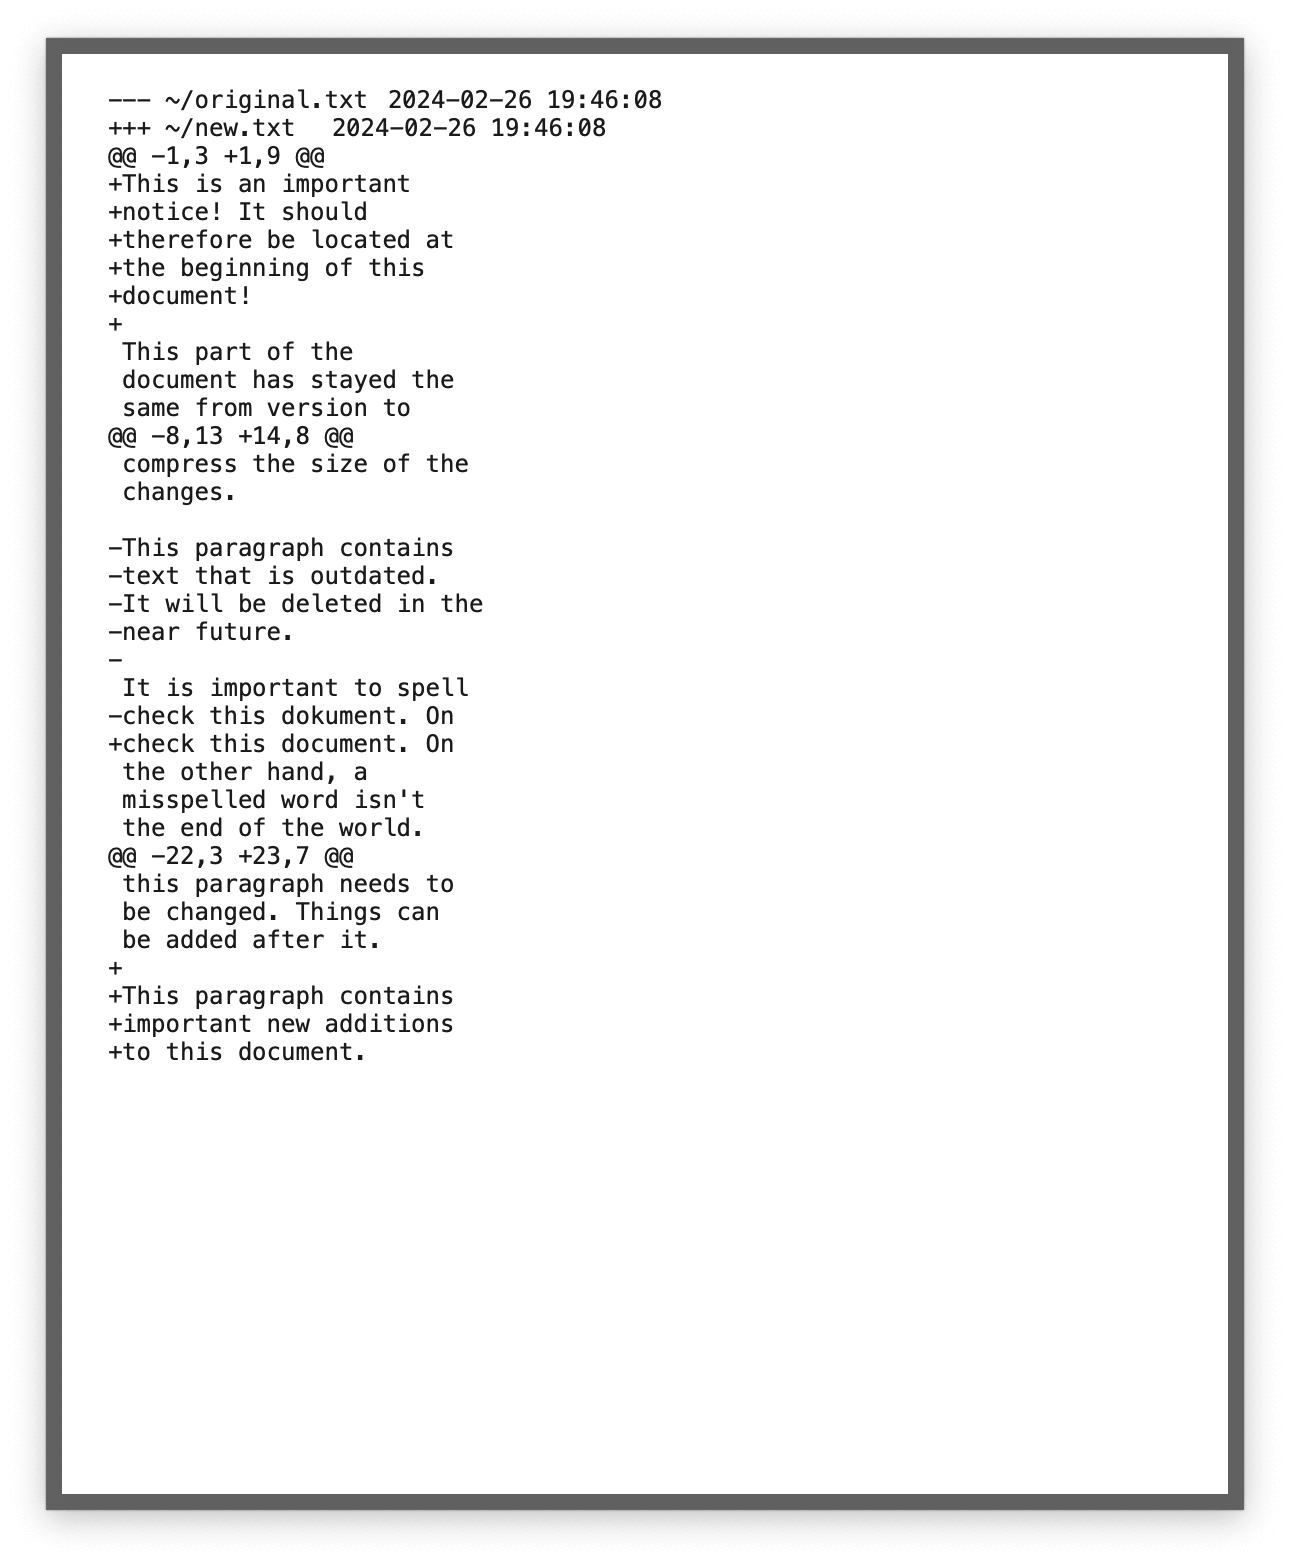 --- ~/original.txt 2024-02-26 19:46:08
+++ ~/new.txt 2024-02-26 19:46:08
@@ -1,3 +1,9 @@
+This is an important
+notice! It should
+therefore be located at
+the beginning of this
+document!
+
 This part of the
 document has stayed the
 same from version to
@@ -8,13 +14,8 @@
 compress the size of the
 changes.

-This paragraph contains
-text that is outdated.
-It will be deleted in the
-near future.
-
 It is important to spell
-check this dokument. On
+check this document. On
 the other hand, a
 misspelled word isn't
 the end of the world.
@@ -22,3 +23,7 @@
 this paragraph needs to
 be changed. Things can
 be added after it.
+
+This paragraph contains
+important new additions
+to this document.